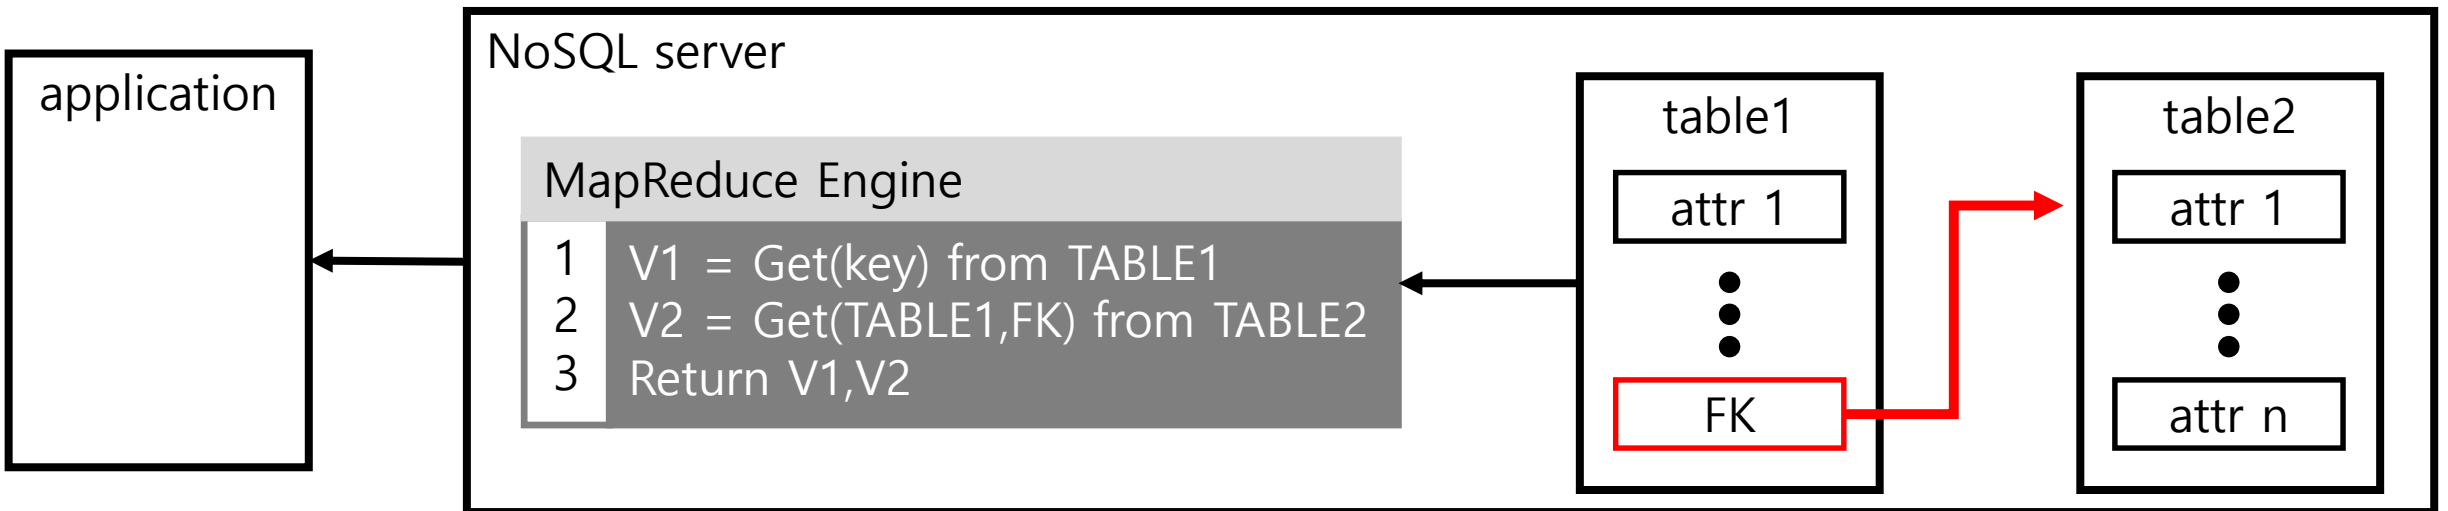 application
NoSQL server
MapReduce Engine
1 V1 = Get(key) from TABLE1
2 V2 = Get(TABLE1,FK) from TABLE2
3 Return V1,V2
table1
attr 1
FK
table2
attr 1
attr n